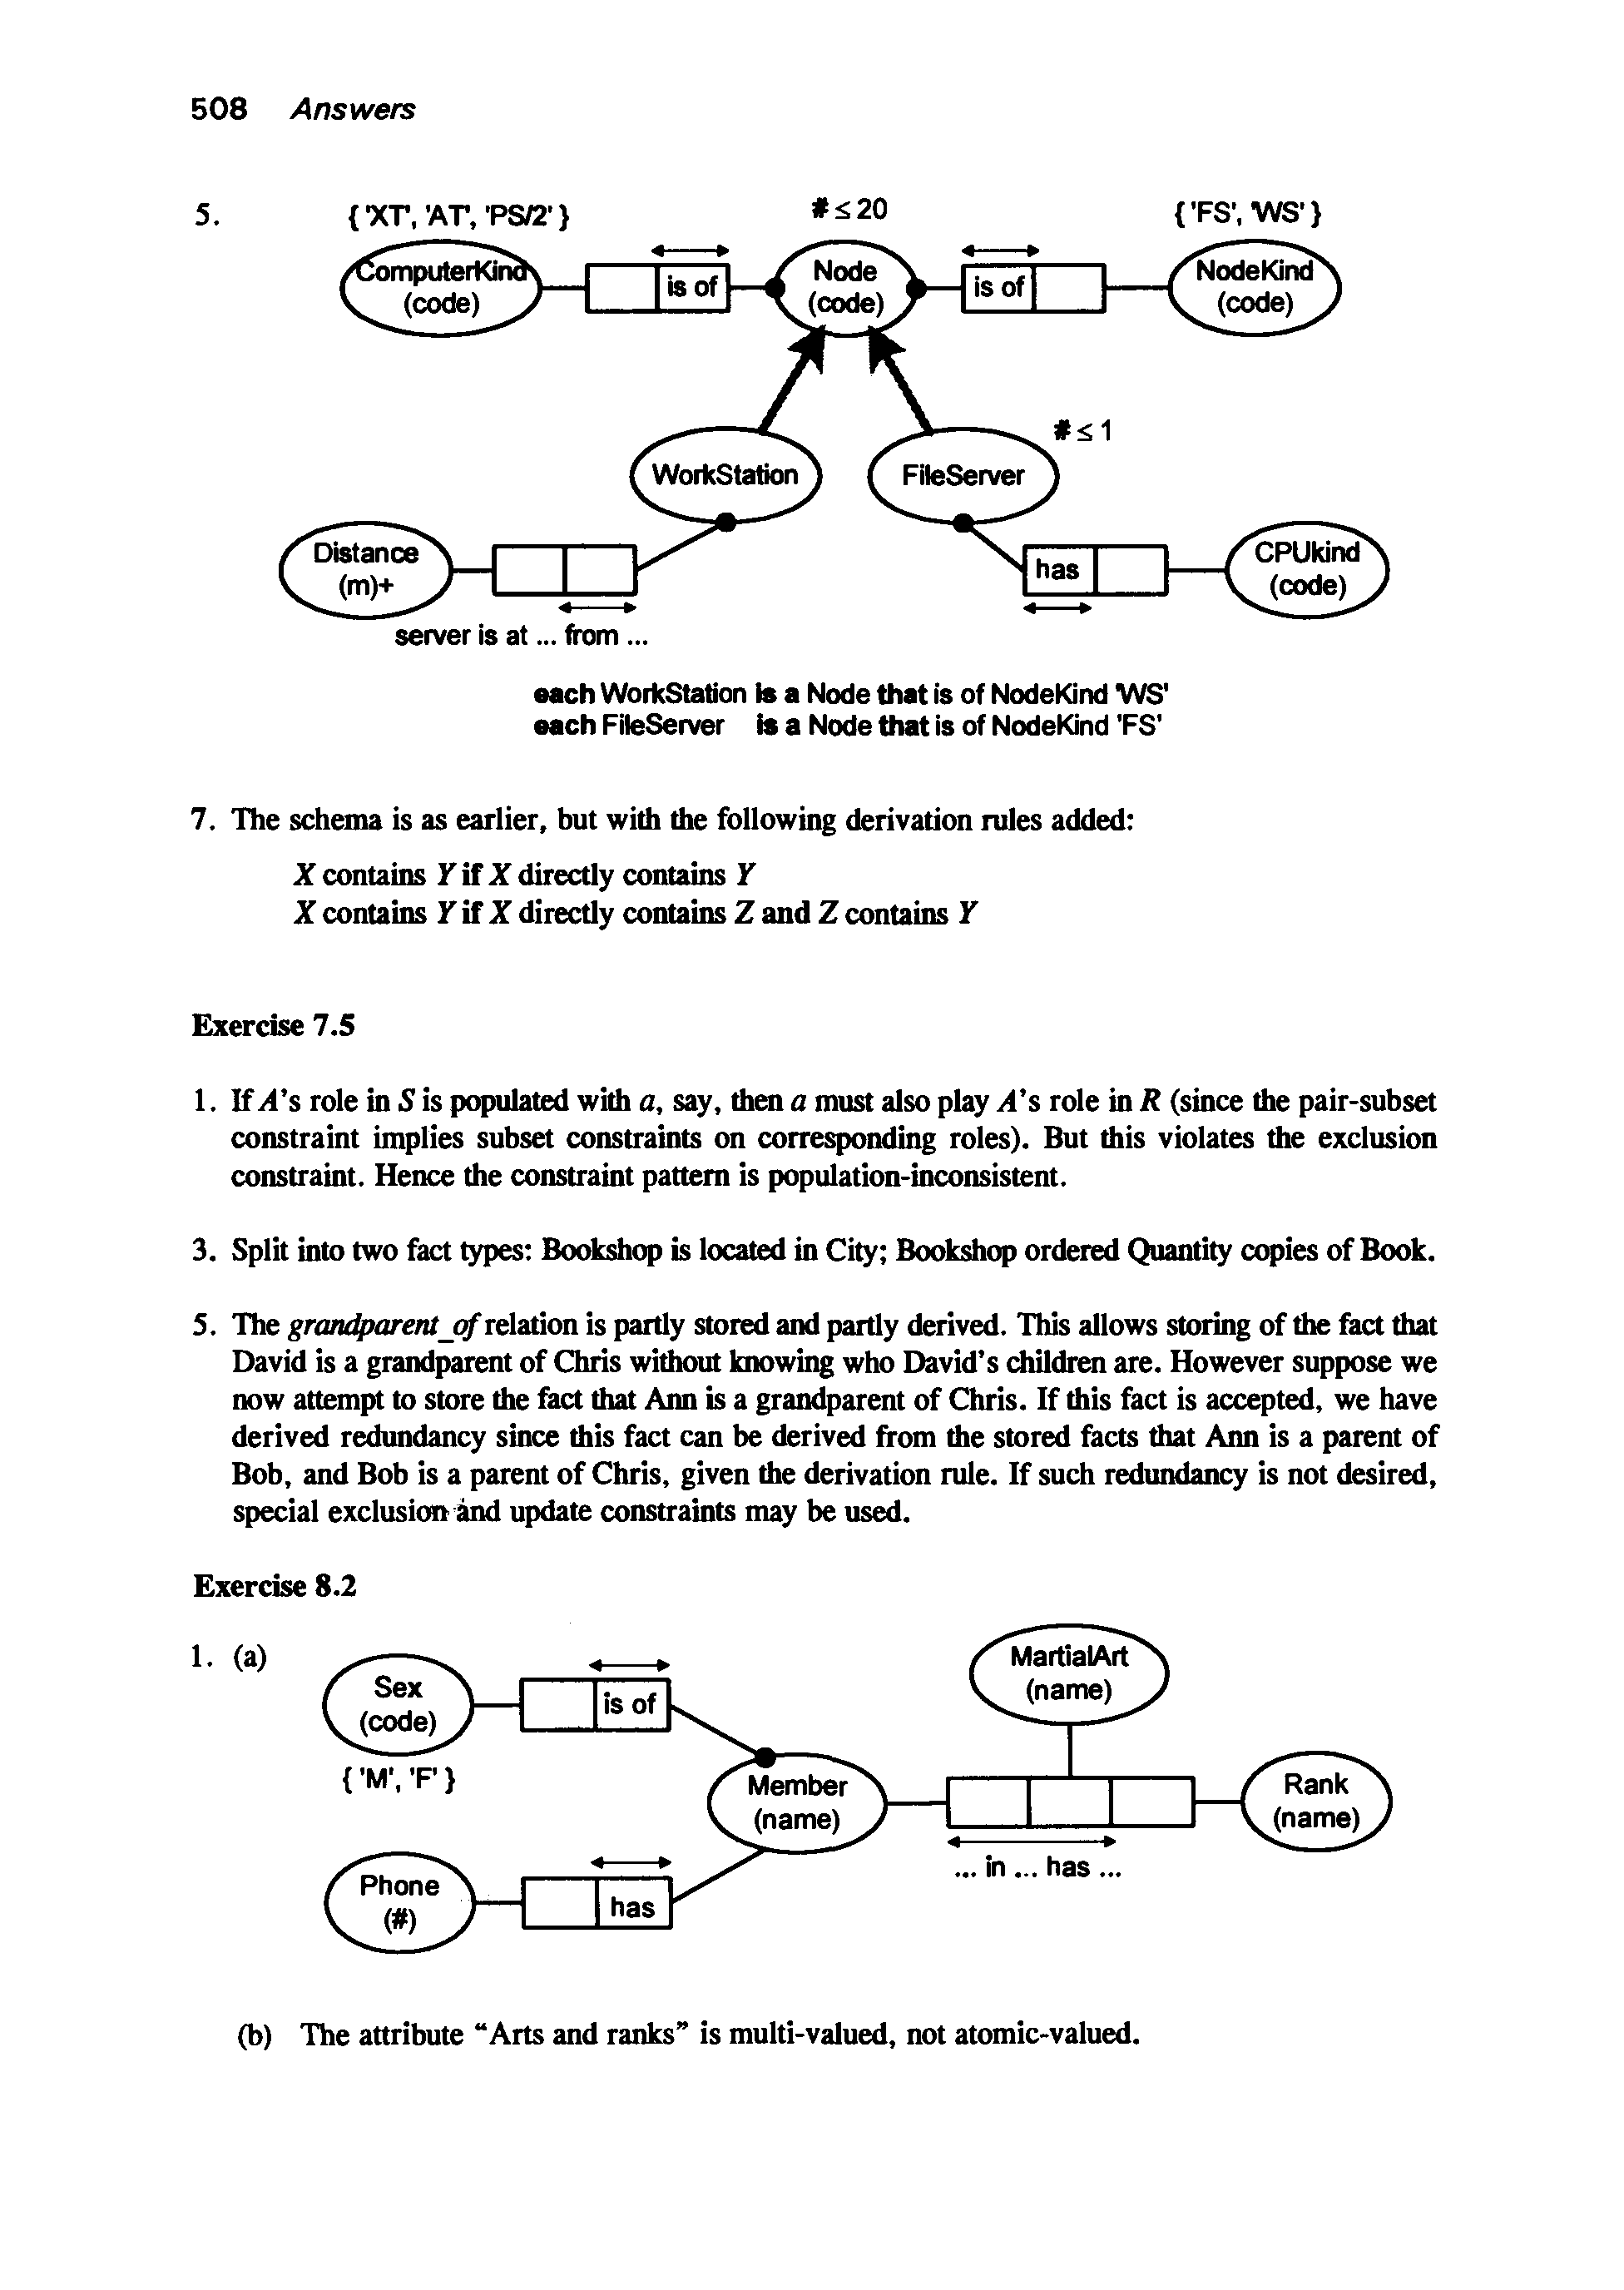 508 Answers
5.
{'XT', 'AT', 'PS/2'}
# ≤ 20
{'FS', 'WS'}
ComputerKind
(code)
is of
Node
(code)
is of
NodeKind
(code)
# ≤ 1
WorkStation
FileServer
Distance
(m)+
has
CPUkind
(code)
server is at ... from ...
each WorkStation is a Node that is of NodeKind 'WS'
each FileServer is a Node that is of NodeKind 'FS'
7. The schema is as earlier, but with the following derivation rules added:
X contains Y if X directly contains Y
X contains Y if X directly contains Z and Z contains Y
Exercise 7.5
1. If A's role in S is populated with a, say, then a must also play A's role in R (since the pair-subset
constraint implies subset constraints on corresponding roles). But this violates the exclusion
constraint. Hence the constraint pattern is population-inconsistent.
3. Split into two fact types: Bookshop is located in City; Bookshop ordered Quantity copies of Book.
5. The grandparent_of relation is partly stored and partly derived. This allows storing of the fact that
David is a grandparent of Chris without knowing who David's children are. However suppose we
now attempt to store the fact that Ann is a grandparent of Chris. If this fact is accepted, we have
derived redundancy since this fact can be derived from the stored facts that Ann is a parent of
Bob, and Bob is a parent of Chris, given the derivation rule. If such redundancy is not desired,
special exclusion and update constraints may be used.
Exercise 8.2
1. (a)
Sex
(code)
is of
{'M', 'F'}
MartialArt
(name)
Member
(name)
Rank
(name)
... in ... has ...
Phone
(#)
has
(b) The attribute “Arts and ranks” is multi-valued, not atomic-valued.